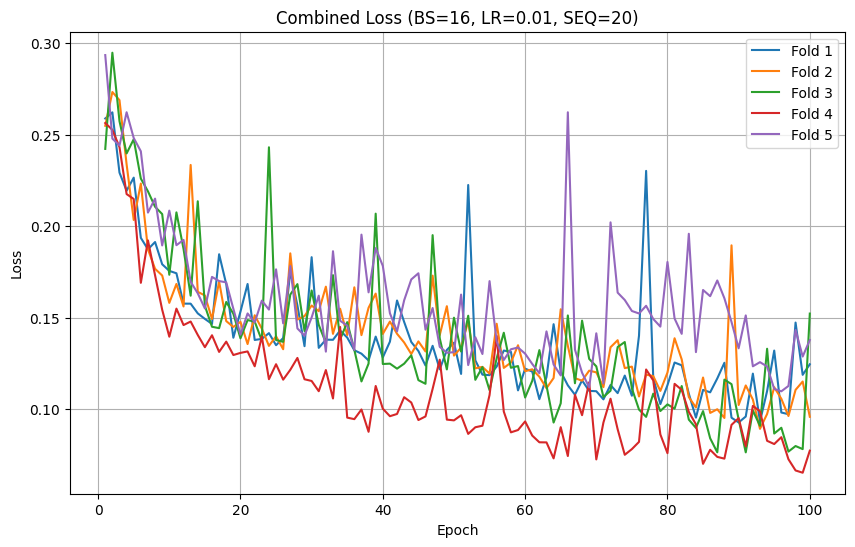 Combined Loss (BS=16, LR=0.01, SEQ=20)
0.30
0.25
0.20
0.15
0.10
Loss
0
20
40
60
80
100
Epoch
Fold 1
Fold 2
Fold 3
Fold 4
Fold 5